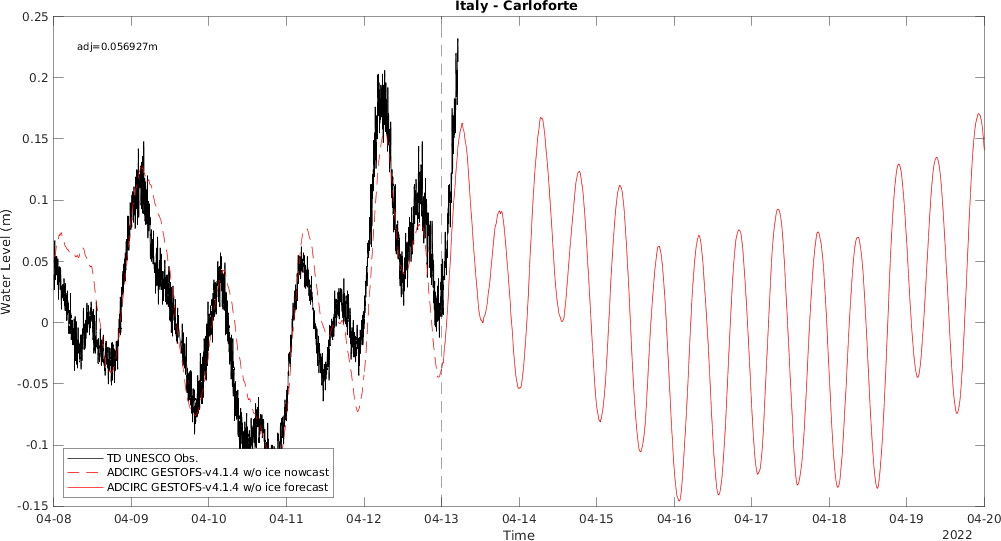 Italy - Carloforte
0.25
adj=0.056927m
0.2
0.15
0.1
0.05
0
-0.05
-0.1
-0.15
Water Level (m)
TD UNESCO Obs.
ADCIRC GESTOFS-v4.1.4 w/o ice nowcast
ADCIRC GESTOFS-v4.1.4 w/o ice forecast
04-08 04-09 04-10 04-11 04-12 04-13 04-14 04-15 04-16 04-17 04-18 04-19 04-20
Time
2022